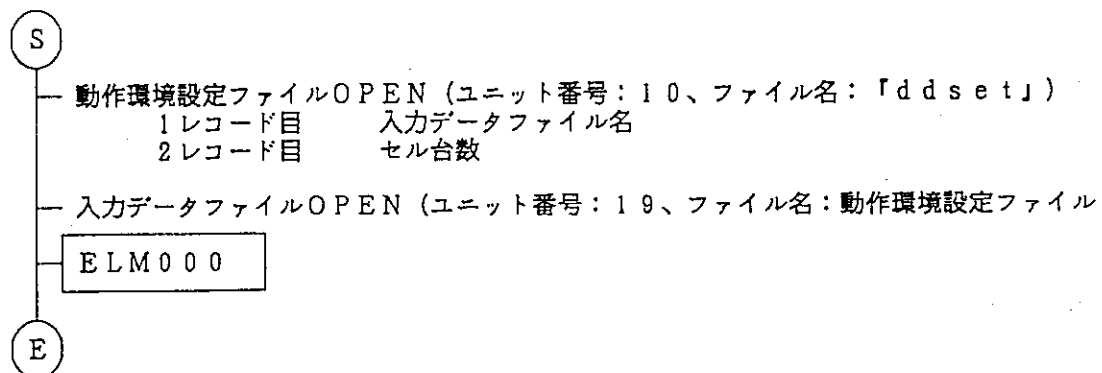 S
動作環境設定ファイルOPEN (ユニット番号:10、ファイル名:『ddset』)
1レコード目 入力データファイル名
2レコード目 セル台数
入力データファイルOPEN (ユニット番号:19、ファイル名:動作環境設定ファイル
ELM000
E